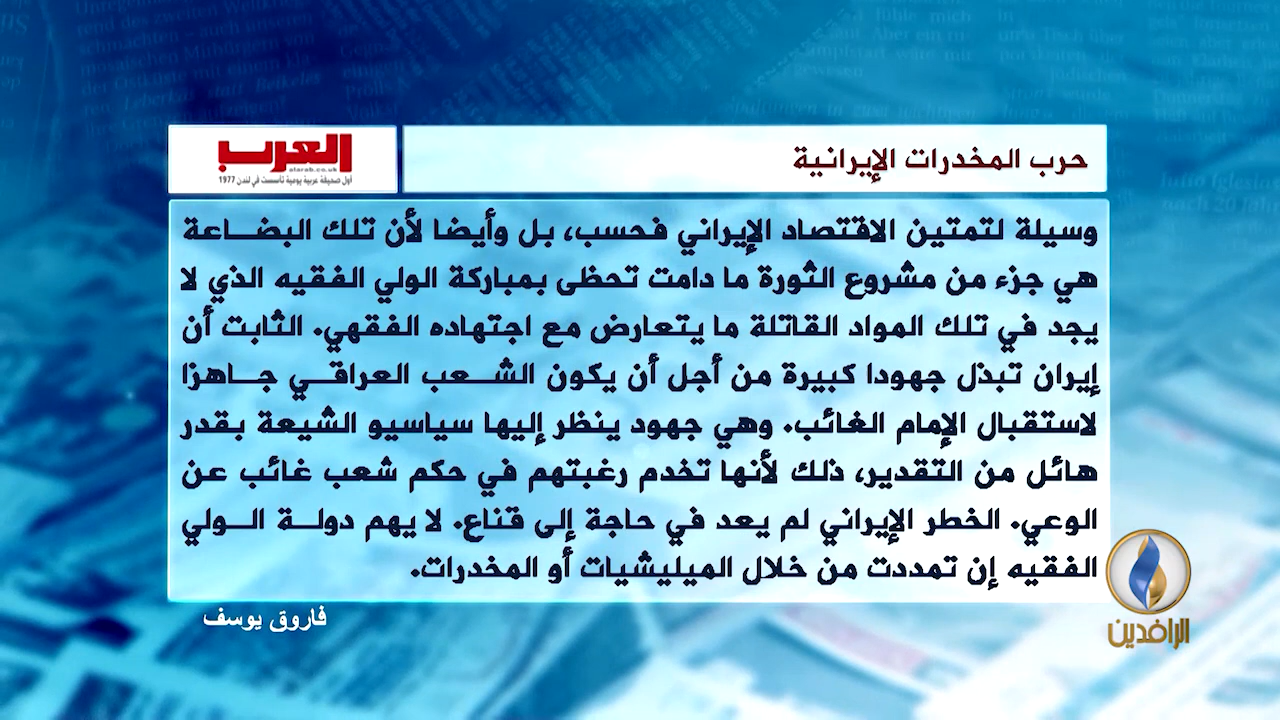 حرب المخدرات الإيرانية
العرب
alarab.co.uk
أول صحيفة عربية يومية تأسست في لندن 1977
وسيلة لتمتين الاقتصاد الإيراني فحسب، بل وأيضا لأن تلك البضاعة
هي جزء من مشروع الثورة ما دامت تحظى بمباركة الولي الفقيه الذي لا
يجد في تلك المواد القاتلة ما يتعارض مع اجتهاده الفقهي. الثابت أن
إيران تبذل جهودا كبيرة من أجل أن يكون الشعب العراقي جاهزا
لاستقبال الإمام الغائب. وهي جهود ينظر إليها سياسيو الشيعة بقدر
هائل من التقدير، ذلك لأنها تخدم رغبتهم في حكم شعب غائب عن
الوعي. الخطر الإيراني لم يعد في حاجة إلى قناع. لا يهم دولة الولي
الفقيه إن تمددت من خلال الميليشيات أو المخدرات.
فاروق يوسف
الرافدين